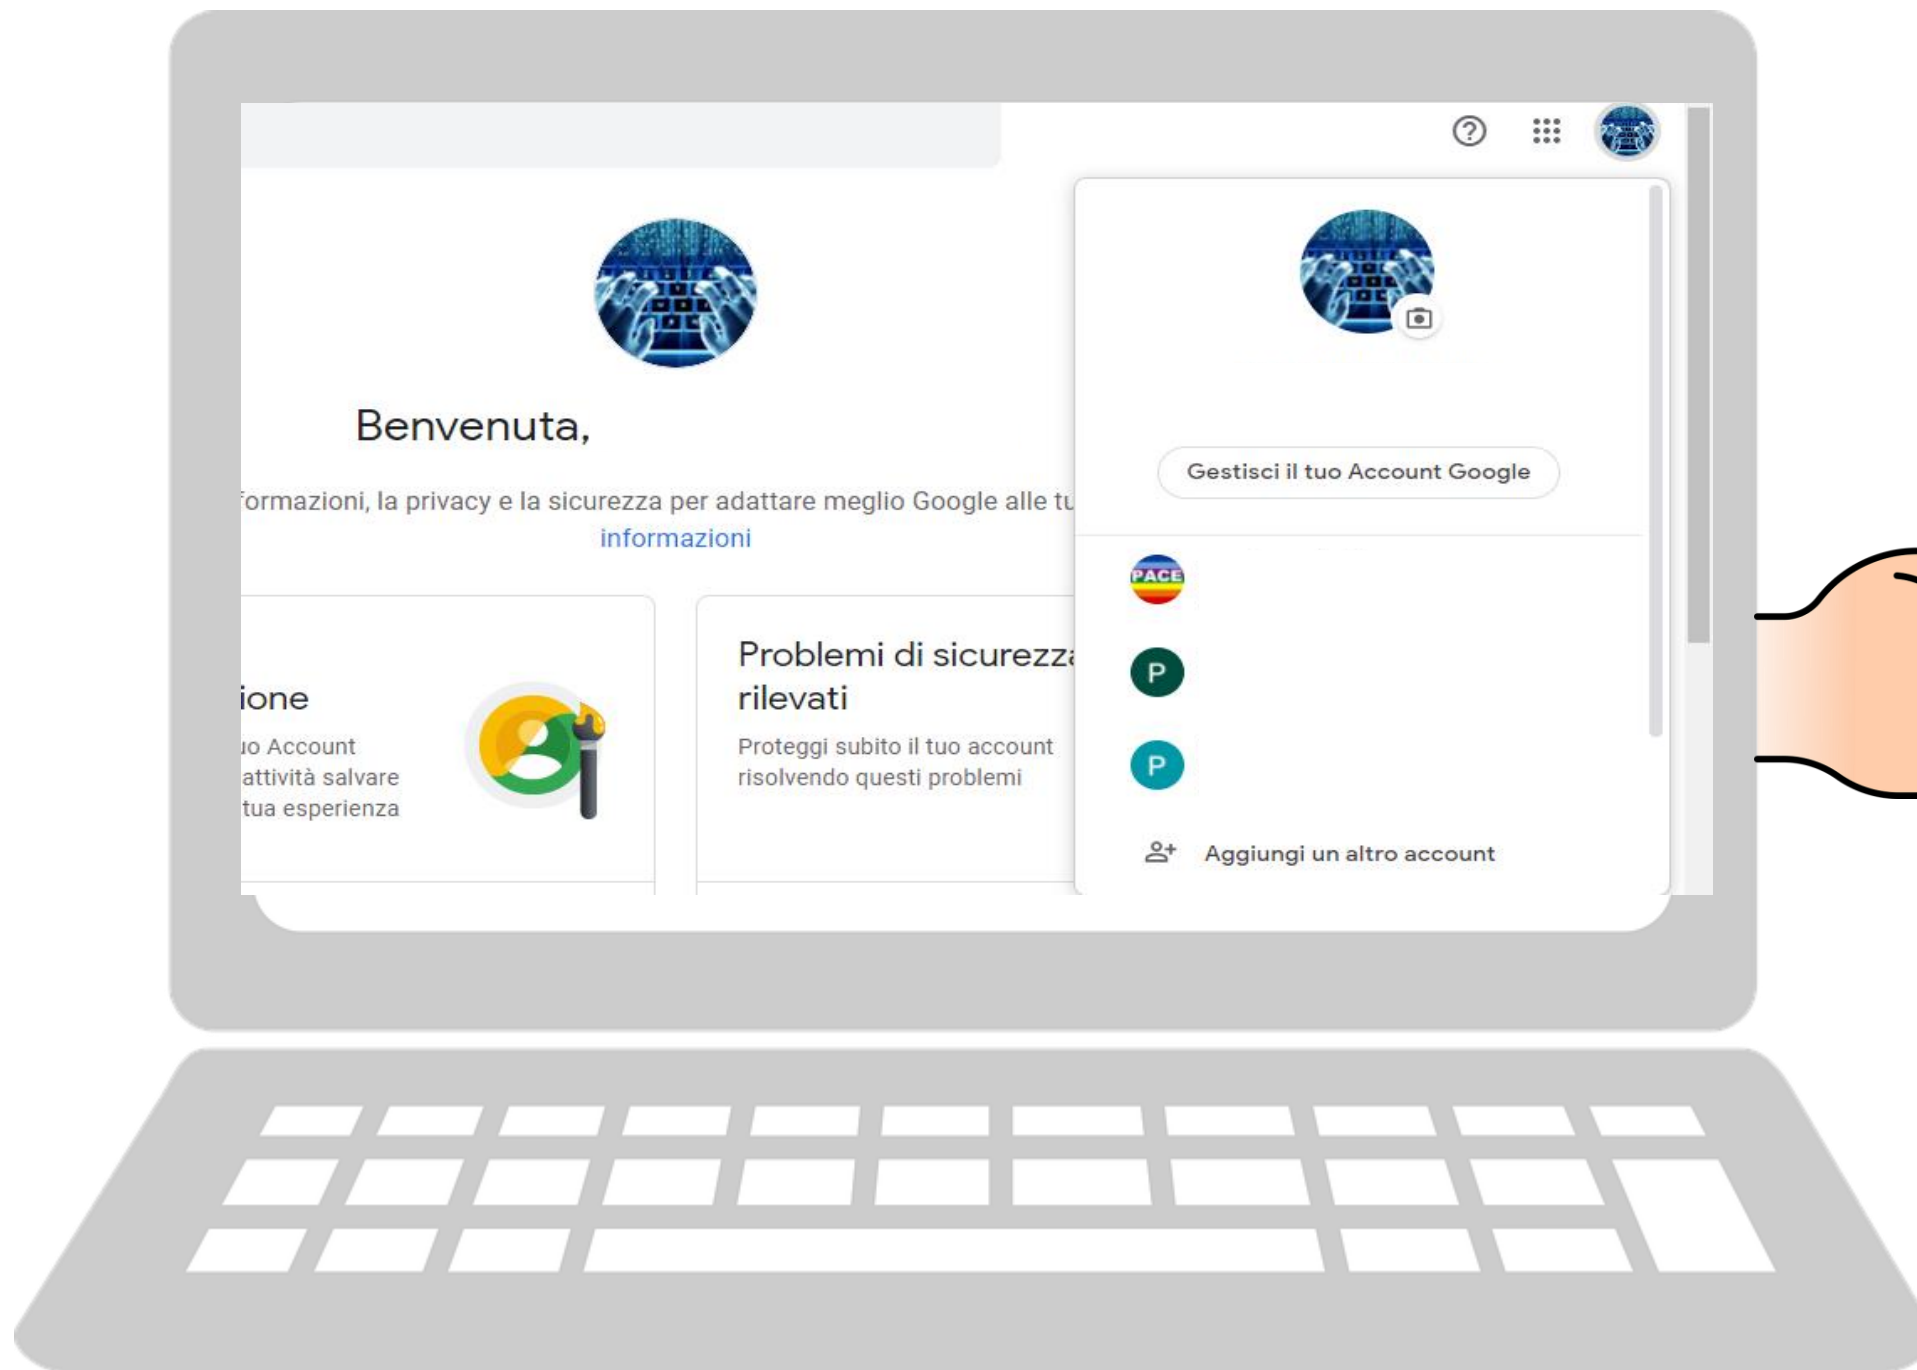 Benvenuta,
formazioni, la privacy e la sicurezza per adattare meglio Google alle tu
informazioni
ione
uo Account
attività salvare
tua esperienza
Problemi di sicurezza
rilevati
Proteggi subito il tuo account
risolvendo questi problemi
Gestisci il tuo Account Google
PACE
P
P
Aggiungi un altro account